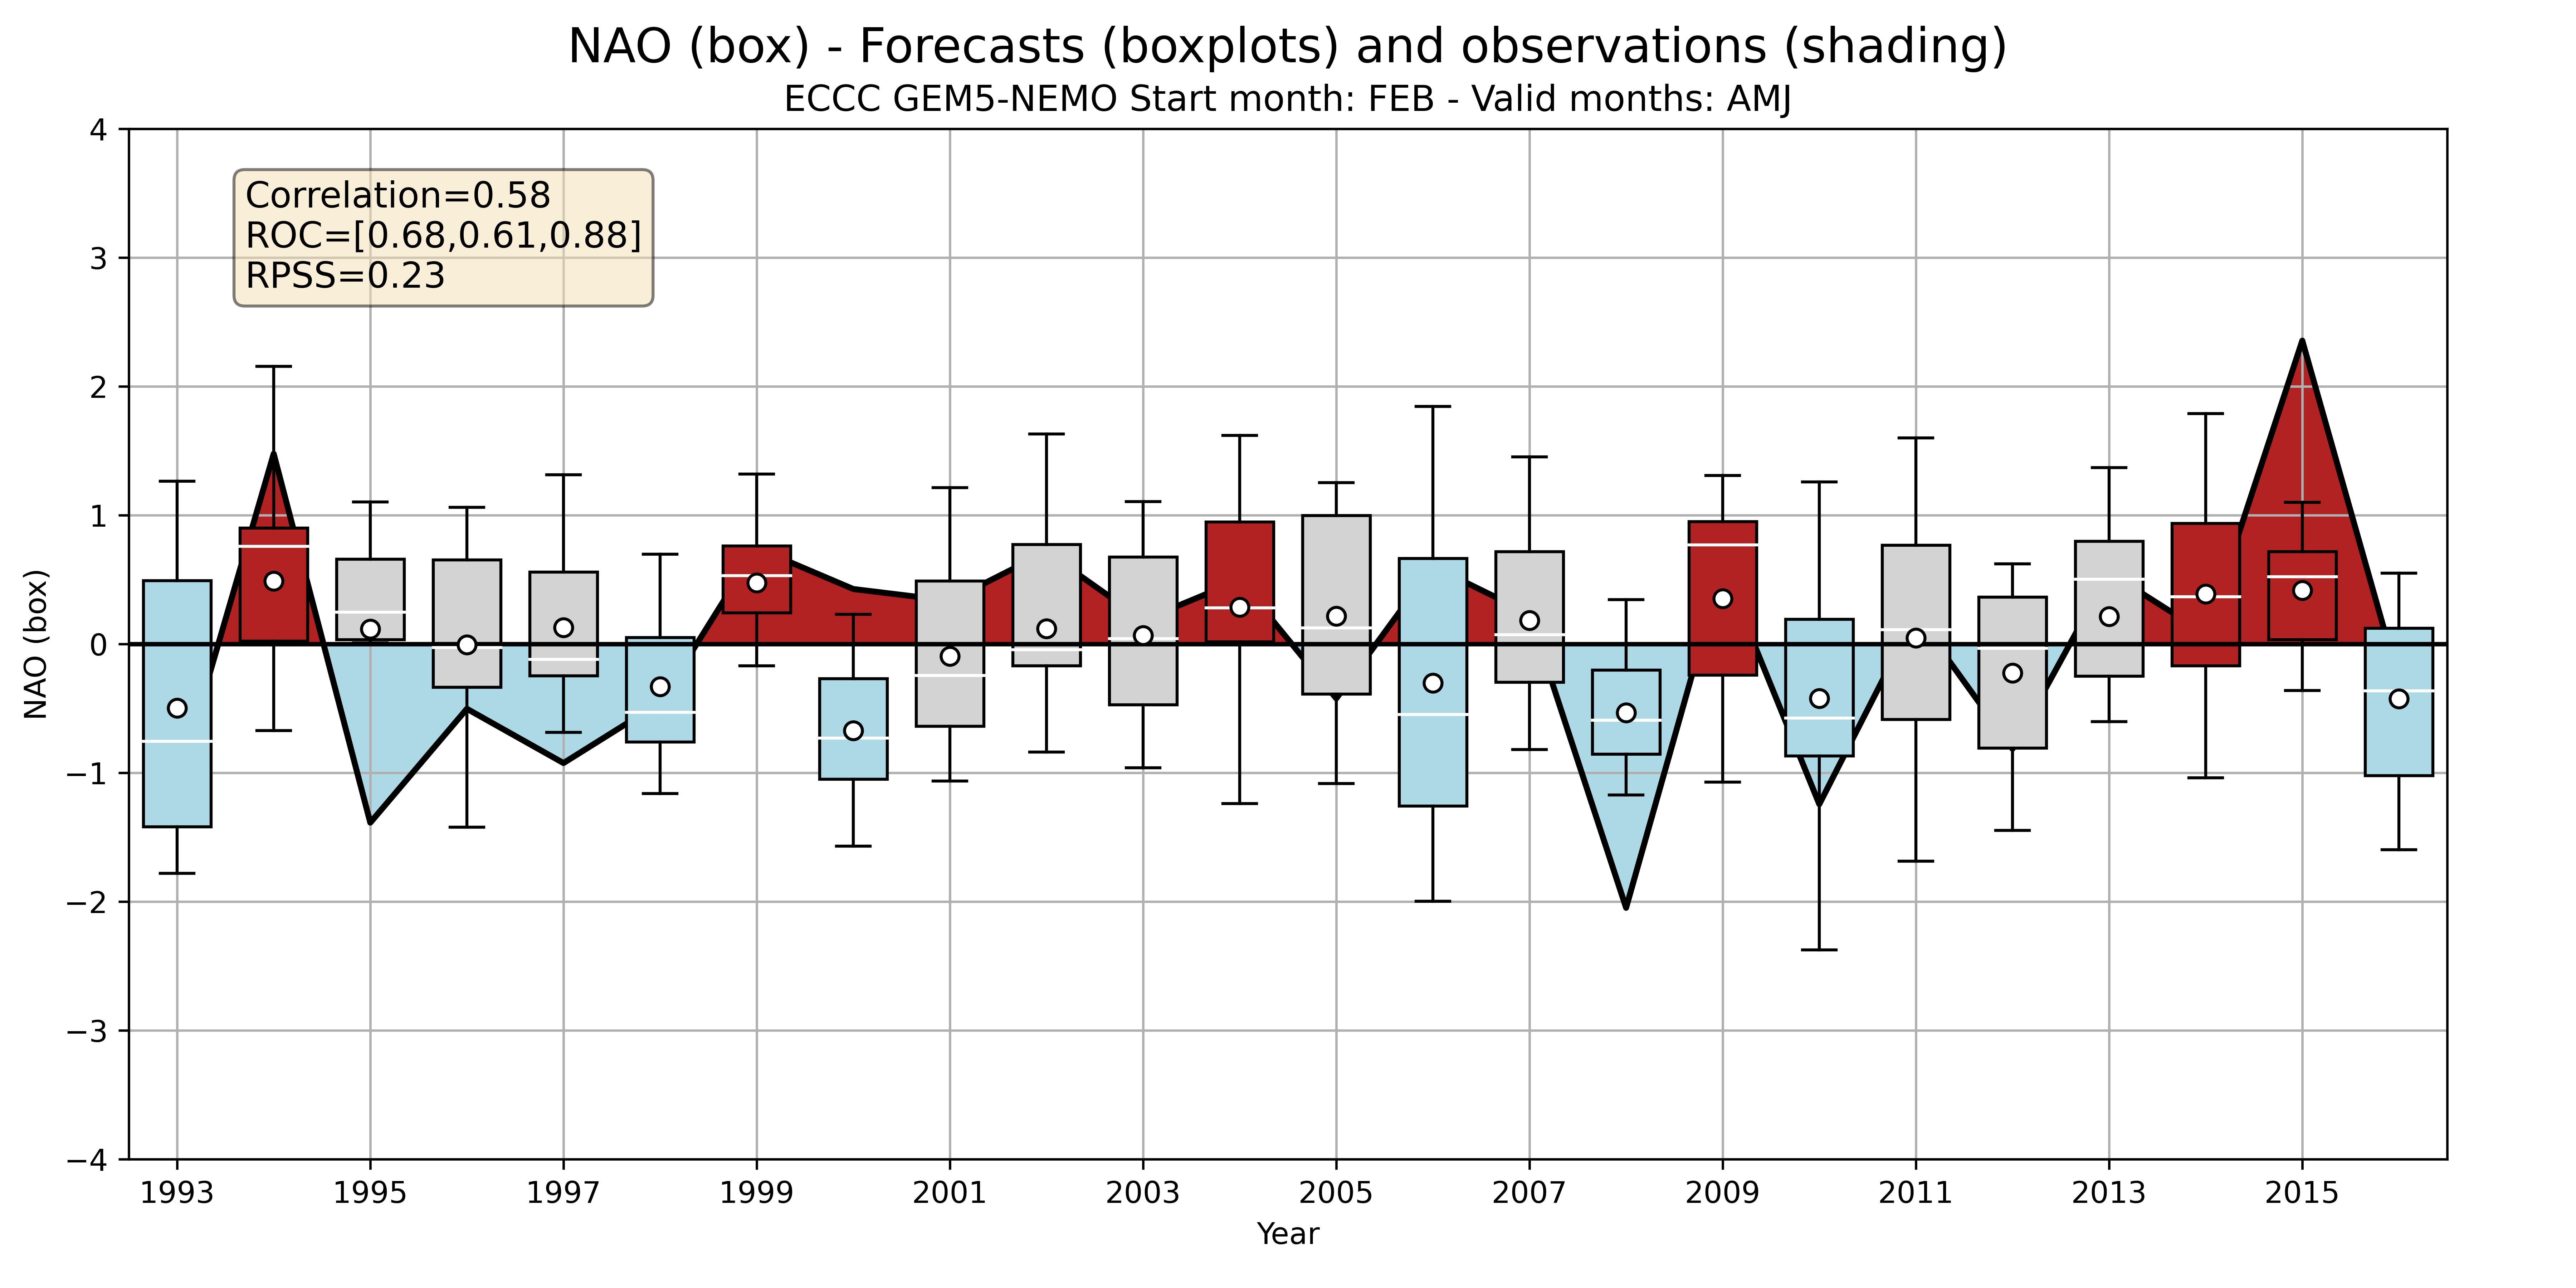 NAO (box) - Forecasts (boxplots) and observations (shading)
ECCC GEM5-NEMO Start month: FEB - Valid months: AMJ
Correlation=0.58
ROC=[0.68,0.61,0.88]
RPSS=0.23
NAO (box)
4
3
2
1
0
−1
−2
−3
−4
1993 1995 1997 1999 2001 2003 2005 2007 2009 2011 2013 2015
Year